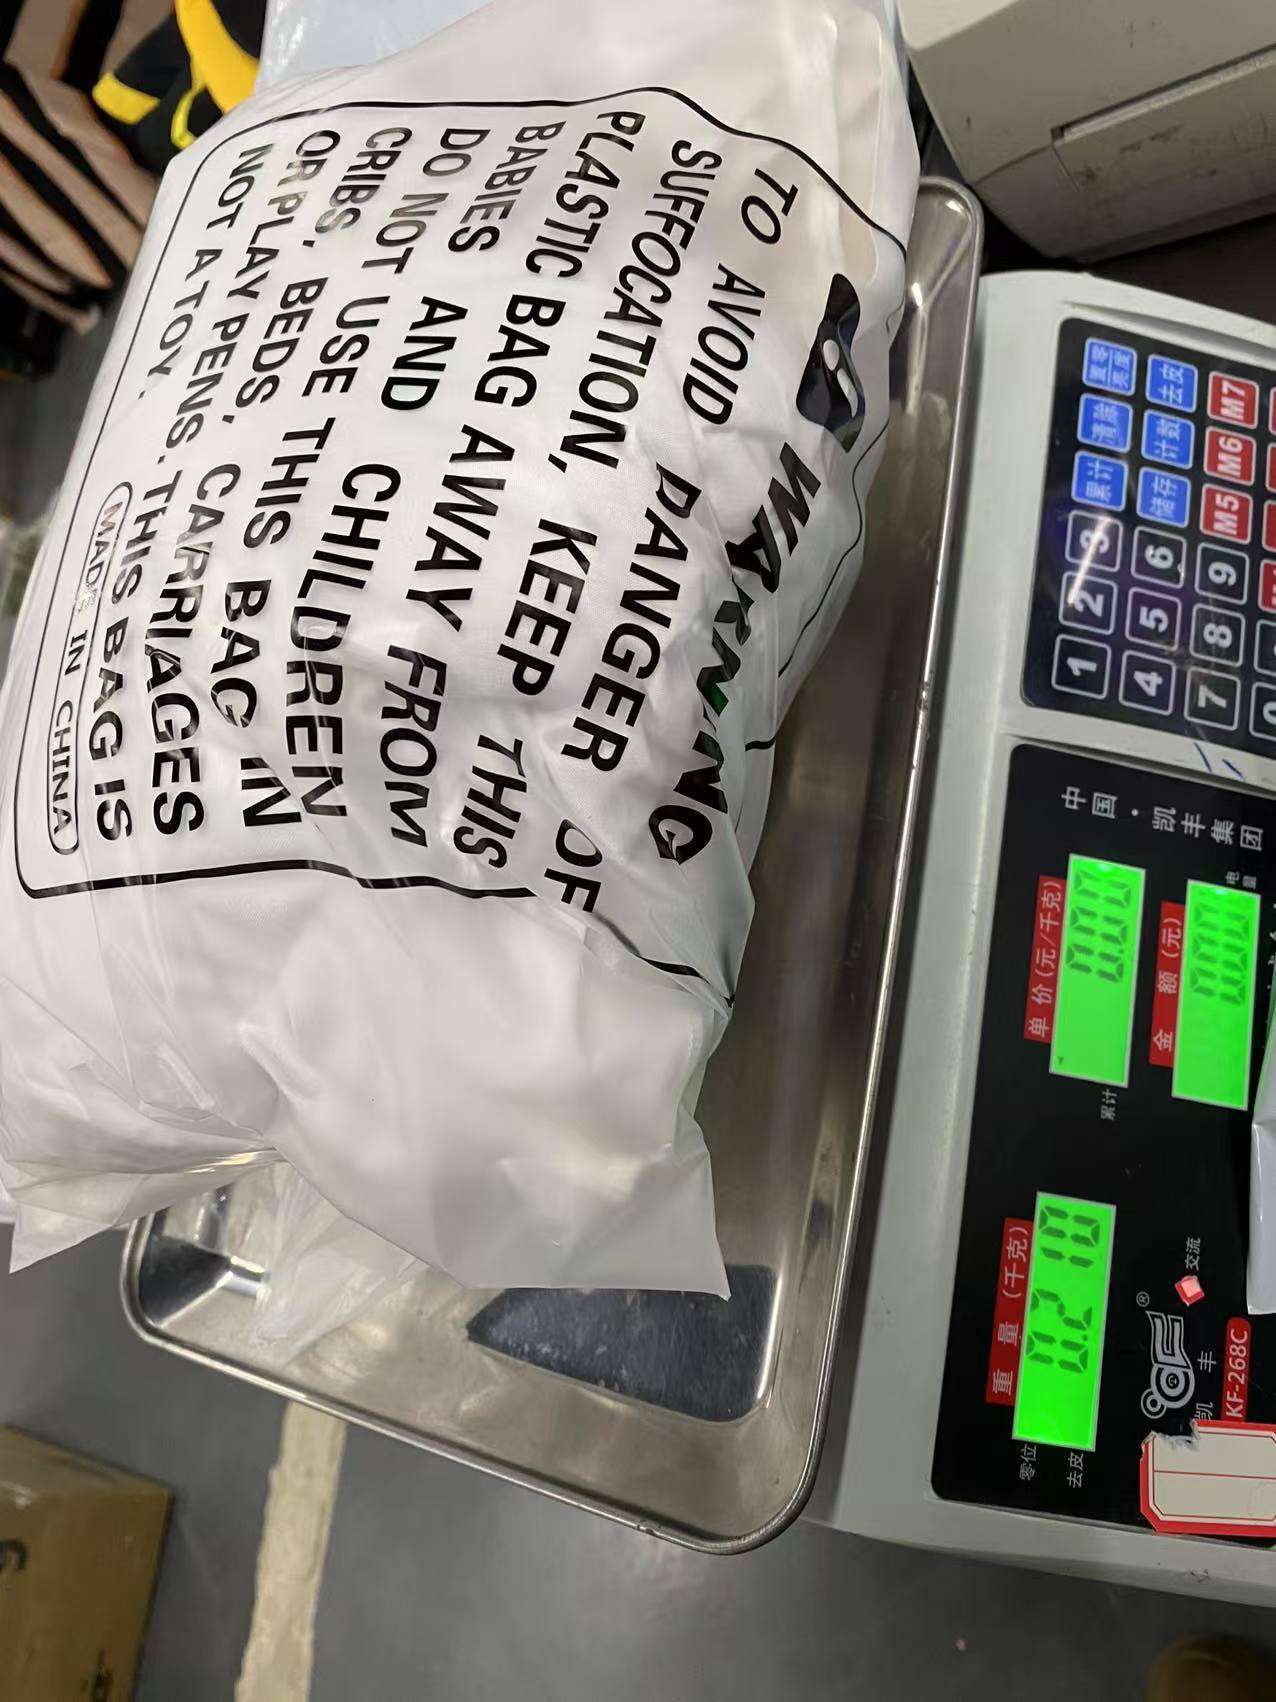 WARNING
TO AVOID DANGER OF
SUFFOCATION, KEEP THIS
PLASTIC BAG AWAY FROM
BABIES AND CHILDREN
DO NOT USE THIS BAG IN
CRIBS, BEDS, CARRIAGES
OR PLAY PENS. THIS BAG IS
NOT A TOY.
MADE IN CHINA
置零
亮度
去皮
M7
清除
计数
M6
累计
储存
M5
3
6
9
2
5
8
1
4
7
0
中国·凯丰集团
单价(元/千克)
0.00
累计
金额(元)
0.00
电量
重量(千克)
0.210
零位
去皮
交流
®
凯丰
KF-268C